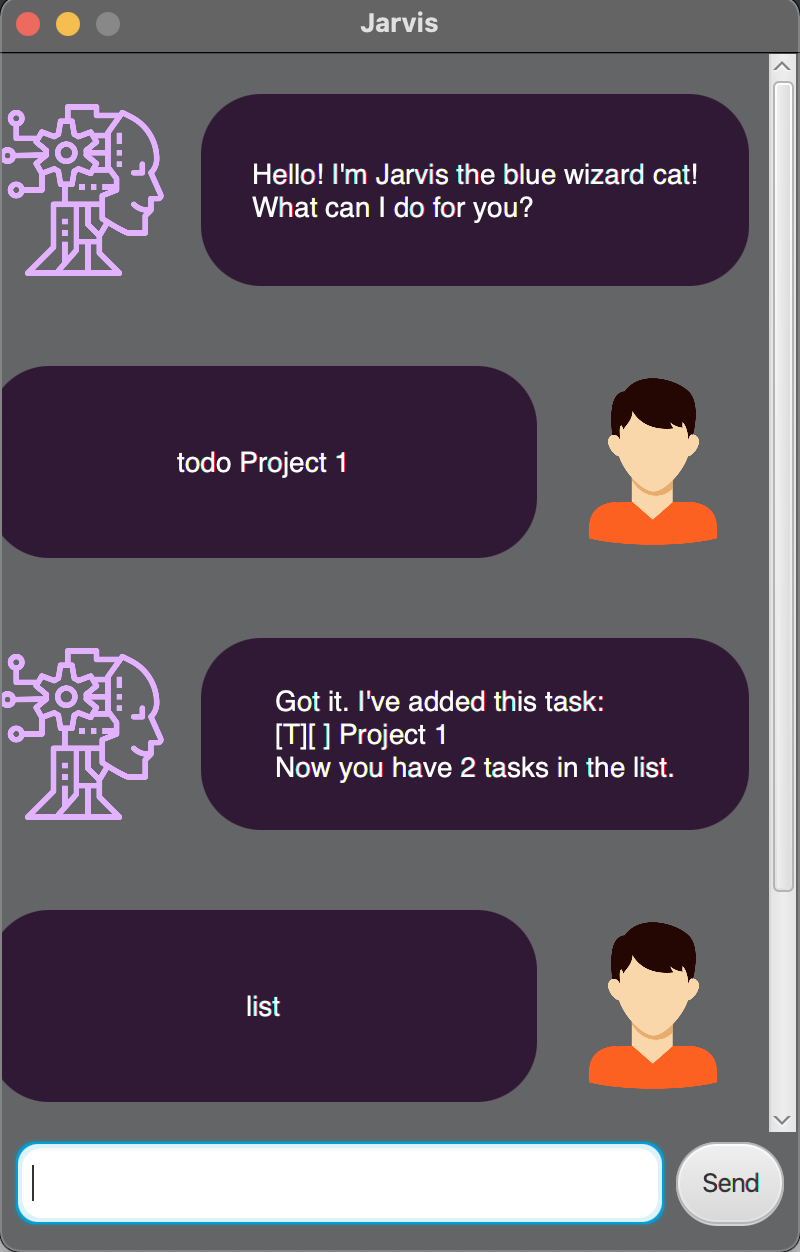 Jarvis
Hello! I'm Jarvis the blue wizard cat!
What can I do for you?
todo Project 1
Got it. I've added this task:
[T][ ] Project 1
Now you have 2 tasks in the list.
list
Send